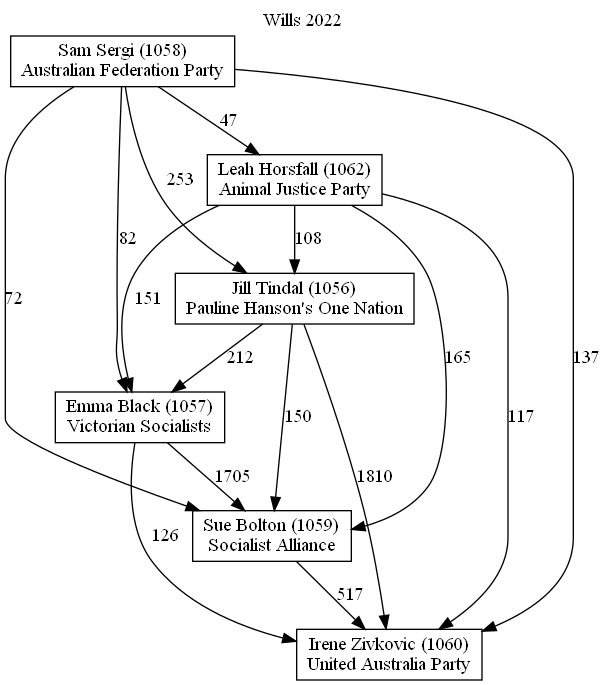 Wills 2022
Sam Sergi (1058)
Australian Federation Party
47
Leah Horsfall (1062)
Animal Justice Party
253
82
108
Jill Tindal (1056)
Pauline Hanson's One Nation
72
151
212
165
137
Emma Black (1057)
Victorian Socialists
150
117
1705
1810
Sue Bolton (1059)
Socialist Alliance
126
517
Irene Zivkovic (1060)
United Australia Party